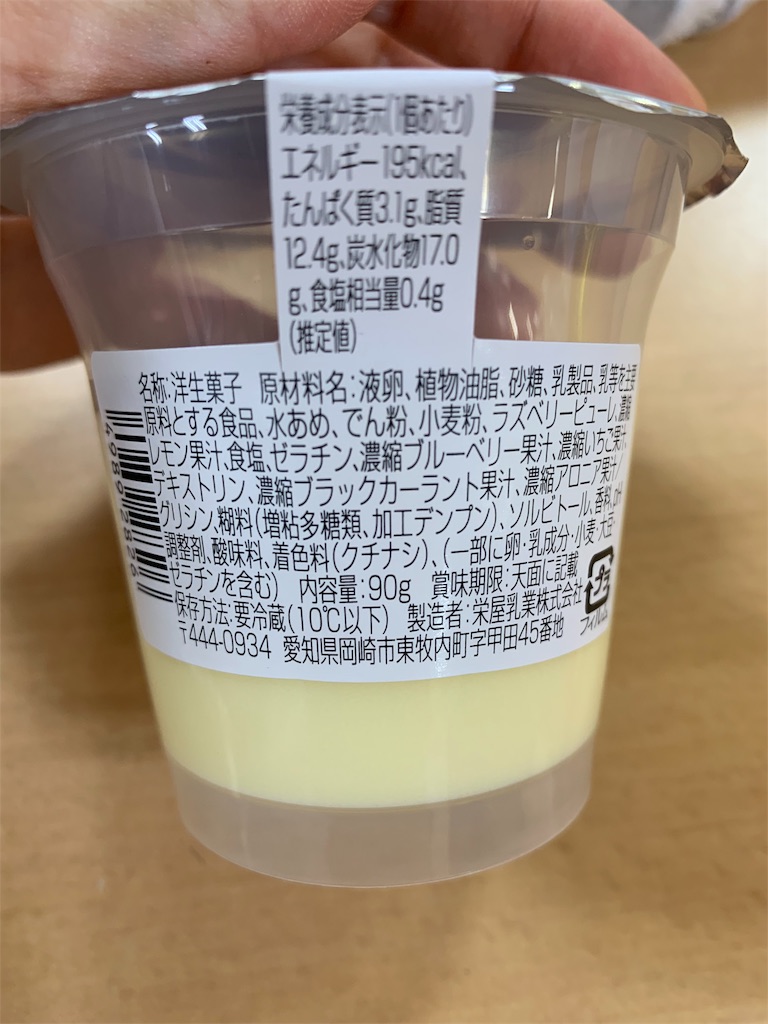 栄養成分表示(1個あたり)
エネルギー195kcal、
たんぱく質3.1g、脂質
12.4g、炭水化物17.0
g、食塩相当量0.4g
(推定値)
名称:洋生菓子 原材料名:液卵、植物油脂、砂糖、乳製品、乳等を主要
原料とする食品、水あめ、でん粉、小麦粉、ラズベリーピューレ、濃縮
レモン果汁、食塩、ゼラチン、濃縮ブルーベリー果汁、濃縮いちご果汁、
デキストリン、濃縮ブラックカーラント果汁、濃縮アロニア果汁/
グリシン、糊料(増粘多糖類、加工デンプン)、ソルビトール、香料、pH
調整剤、酸味料、着色料(クチナシ)、(一部に卵・乳成分・小麦・大豆・
ゼラチンを含む) 内容量:90g 賞味期限:天面に記載
保存方法:要冷蔵(10℃以下) 製造者:栄屋乳業株式会社
〒444-0934 愛知県岡崎市東牧内町字甲田45番地
プラ
フィルム